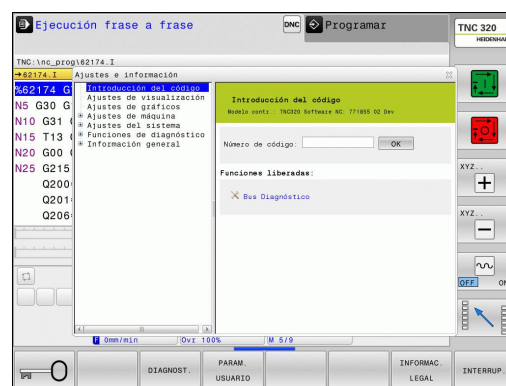 Ejecución frase a frase
DNC
Programar
TNC 320
HEIDENHAI
TNC:\nc_prog\62174.I
→62174.I
Ajustes e información
%62174 G
N5 G30 G
N10 G31
N15 T13
N20 G00
N25 G215
Q200
Q201
Q206
Introducción del código
Ajustes de visualización
Ajustes de gráficos
Ajustes de máquina
Ajustes del sistema
Funciones de diagnóstico
Información general
Introducción del código
Modelo contr.: TNC320 Software NC: 771855 02 Dev
Número de código:
OK
Funciones liberadas:
Bus Diagnóstico
XYZ..
XYZ..
OFF
ON
F 0mm/min
Ovr 100%
M 5/9
DIAGNOST.
PARAM.
USUARIO
INFORMAC.
LEGAL
INTERRUP.